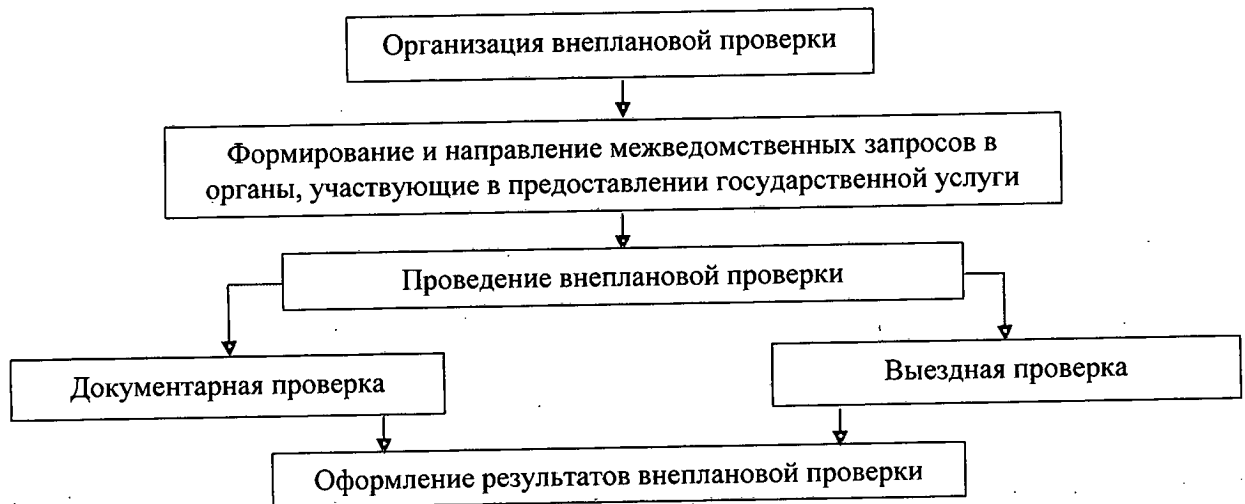 Организация внеплановой проверки
Формирование и направление межведомственных запросов в
органы, участвующие в предоставлении государственной услуги
Проведение внеплановой проверки
Документарная проверка
Выездная проверка
Оформление результатов внеплановой проверки